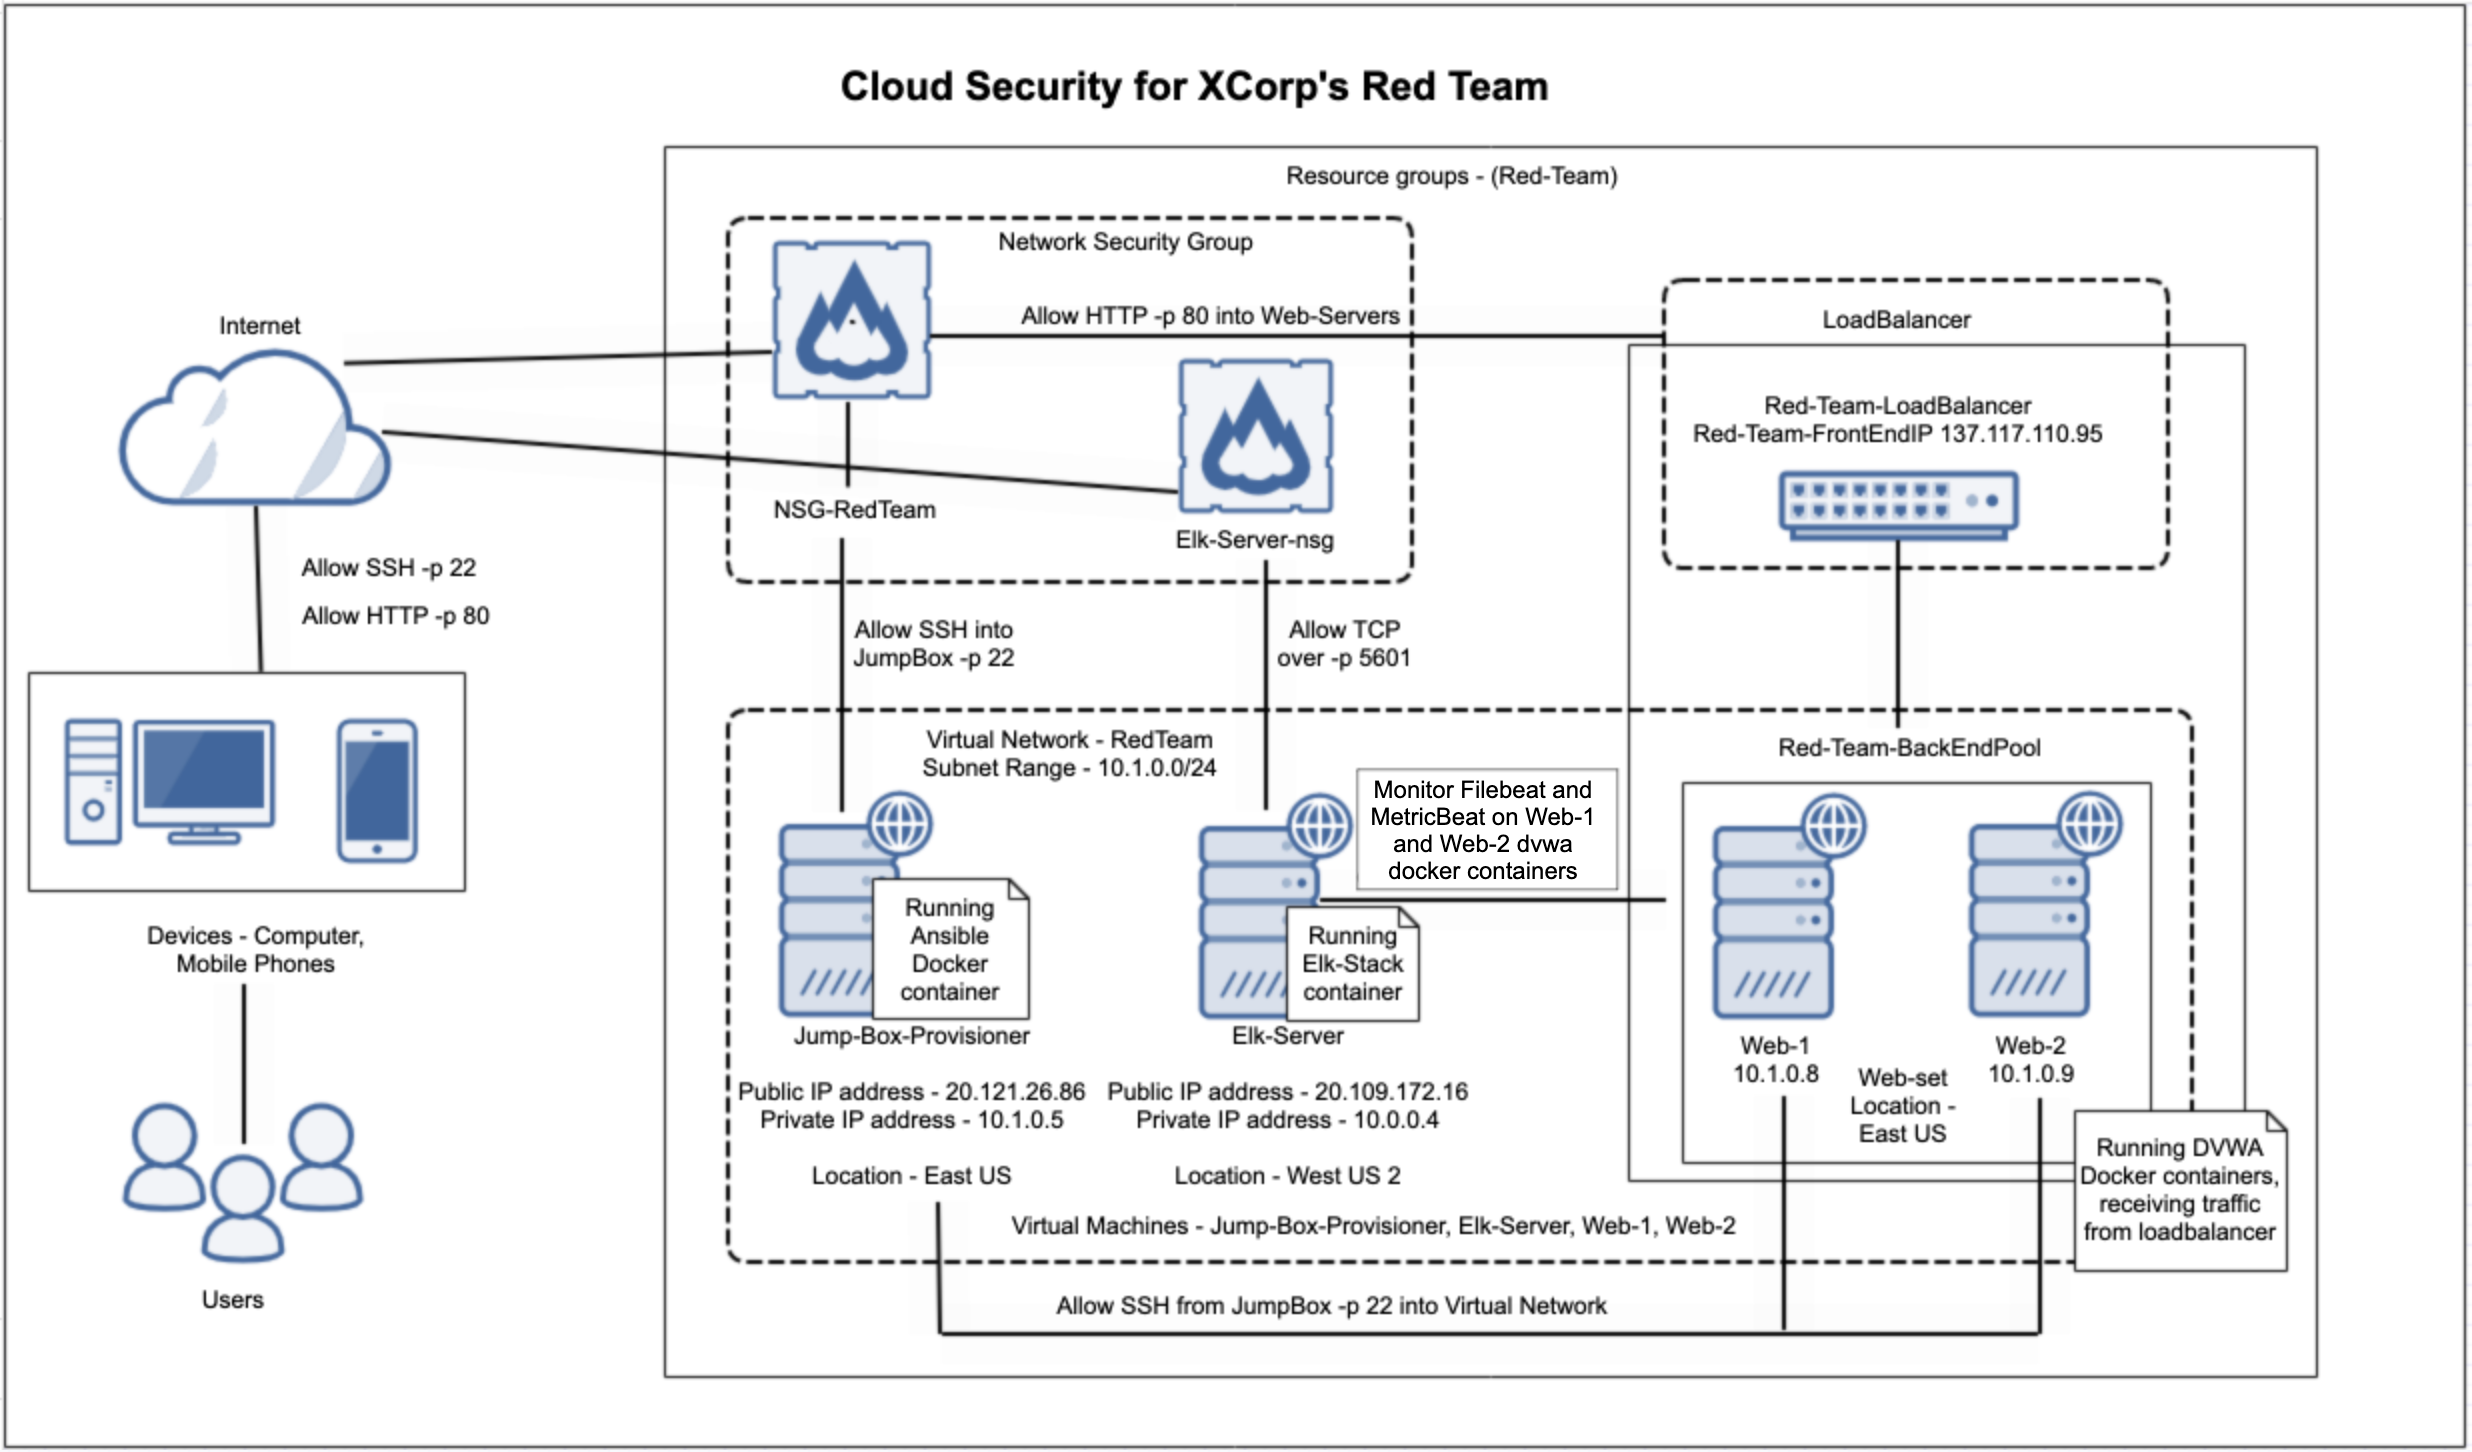 Cloud Security for XCorp's Red Team
Resource groups - (Red-Team)
Network Security Group
Allow HTTP -p 80 into Web-Servers
LoadBalancer
Internet
Red-Team-LoadBalancer
Red-Team-FrontEndIP 137.117.110.95
NSG-RedTeam
Elk-Server-nsg
Allow SSH -p 22
Allow HTTP -p 80
Allow SSH into
JumpBox -p 22
Allow TCP
over -p 5601
Virtual Network - RedTeam
Subnet Range - 10.1.0.0/24
Red-Team-BackEndPool
Monitor Filebeat and
MetricBeat on Web-1
and Web-2 dvwa
docker containers
Running
Ansible
Docker
container
Running
Elk-Stack
container
Devices - Computer,
Mobile Phones
Jump-Box-Provisioner
Elk-Server
Web-1
10.1.0.8
Web-2
10.1.0.9
Web-set
Location -
East US
Public IP address - 20.121.26.86
Private IP address - 10.1.0.5
Public IP address - 20.109.172.16
Private IP address - 10.0.0.4
Location - East US
Location - West US 2
Running DVWA
Docker containers,
receiving traffic
from loadbalancer
Virtual Machines - Jump-Box-Provisioner, Elk-Server, Web-1, Web-2
Users
Allow SSH from JumpBox -p 22 into Virtual Network